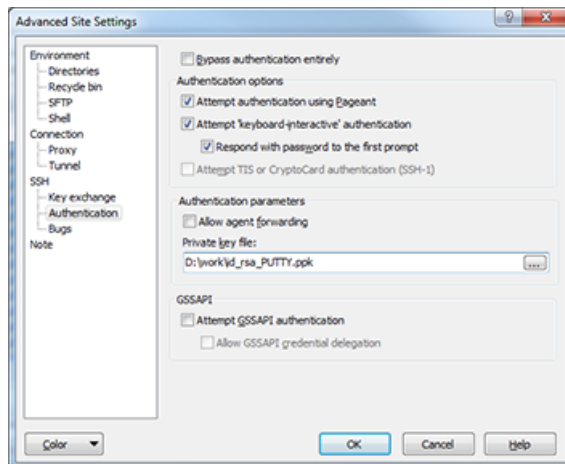 Advanced Site Settings
Environment
Directories
Recycle bin
SFTP
Shell
Connection
Proxy
Tunnel
SSH
Key exchange
Authentication
Bugs
Note
Bypass authentication entirely
Authentication options
Attempt authentication using Pageant
Attempt 'keyboard-interactive' authentication
Respond with password to the first prompt
Attempt TIS or CryptoCard authentication (SSH-1)
Authentication parameters
Allow agent forwarding
Private key file:
D:\work\id_rsa_PUTTY.ppk
...
GSSAPI
Attempt GSSAPI authentication
Allow GSSAPI credential delegation
Color
OK
Cancel
Help